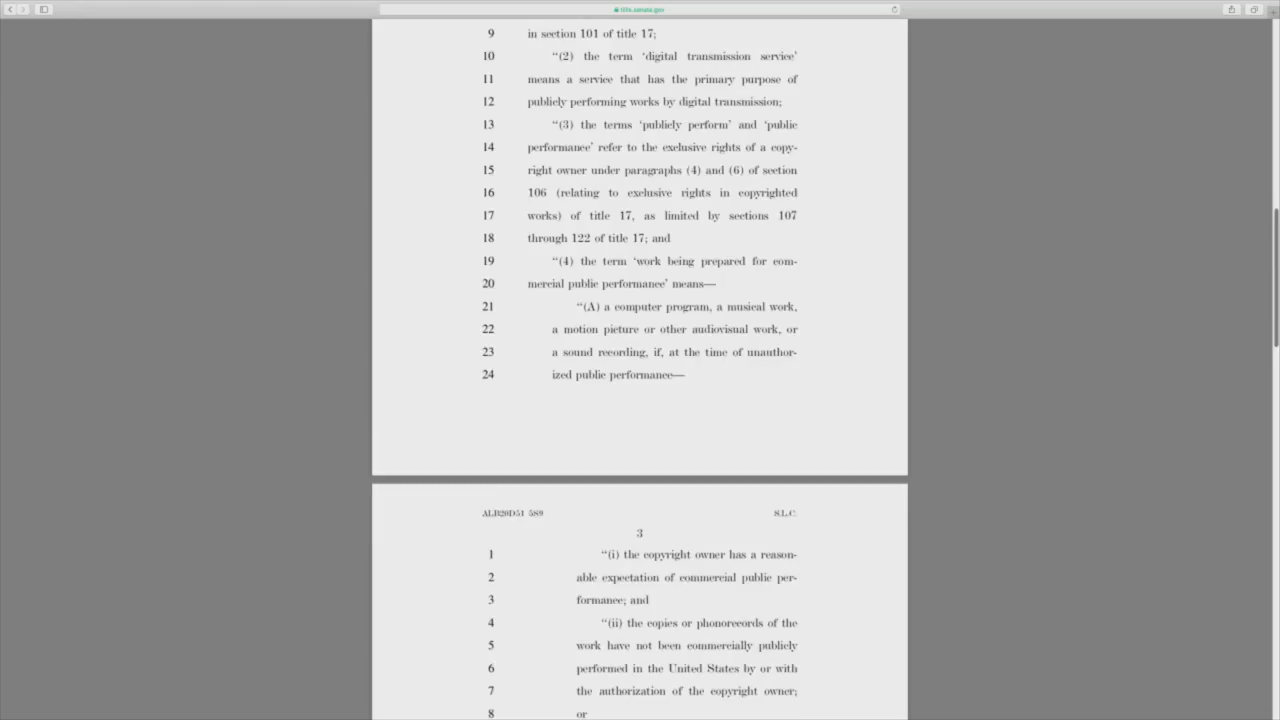 tillis.senate.gov
9 in section 101 of title 17;
10 “(2) the term ‘digital transmission service’
11 means a service that has the primary purpose of
12 publicly performing works by digital transmission;
13 “(3) the terms ‘publicly perform’ and ‘public
14 performance’ refer to the exclusive rights of a copy-
15 right owner under paragraphs (4) and (6) of section
16 106 (relating to exclusive rights in copyrighted
17 works) of title 17, as limited by sections 107
18 through 122 of title 17; and
19 “(4) the term ‘work being prepared for com-
20 mercial public performance’ means—
21 “(A) a computer program, a musical work,
22 a motion picture or other audiovisual work, or
23 a sound recording, if, at the time of unauthor-
24 ized public performance—
ALB20D51 5S9 S.L.C.
3
1 “(i) the copyright owner has a reason-
2 able expectation of commercial public per-
3 formance; and
4 “(ii) the copies or phonorecords of the
5 work have not been commercially publicly
6 performed in the United States by or with
7 the authorization of the copyright owner;
8 or